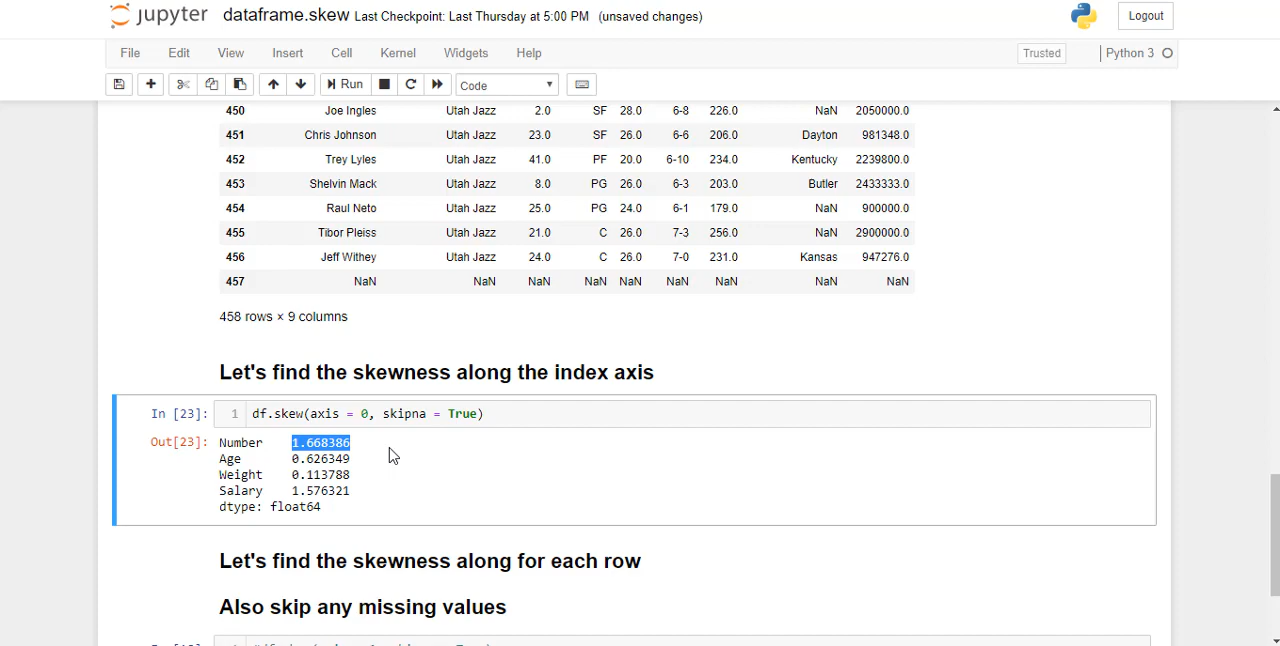 jupyter dataframe.skew Last Checkpoint: Last Thursday at 5:00 PM (unsaved changes) Logout
File Edit View Insert Cell Kernel Widgets Help Trusted Python 3
Run Code
450 Joe Ingles Utah Jazz 2.0 SF 28.0 6-8 226.0 NaN 2050000.0
451 Chris Johnson Utah Jazz 23.0 SF 26.0 6-6 206.0 Dayton 981348.0
452 Trey Lyles Utah Jazz 41.0 PF 20.0 6-10 234.0 Kentucky 2239800.0
453 Shelvin Mack Utah Jazz 8.0 PG 26.0 6-3 203.0 Butler 2433333.0
454 Raul Neto Utah Jazz 25.0 PG 24.0 6-1 179.0 NaN 900000.0
455 Tibor Pleiss Utah Jazz 21.0 C 26.0 7-3 256.0 NaN 2900000.0
456 Jeff Withey Utah Jazz 24.0 C 26.0 7-0 231.0 Kansas 947276.0
457 NaN NaN NaN NaN NaN NaN NaN NaN NaN
458 rows × 9 columns
Let's find the skewness along the index axis
In [23]: 1 df.skew(axis = 0, skipna = True)
Out[23]: Number 1.668386
Age 0.626349
Weight 0.113788
Salary 1.576321
dtype: float64
Let's find the skewness along for each row
Also skip any missing values